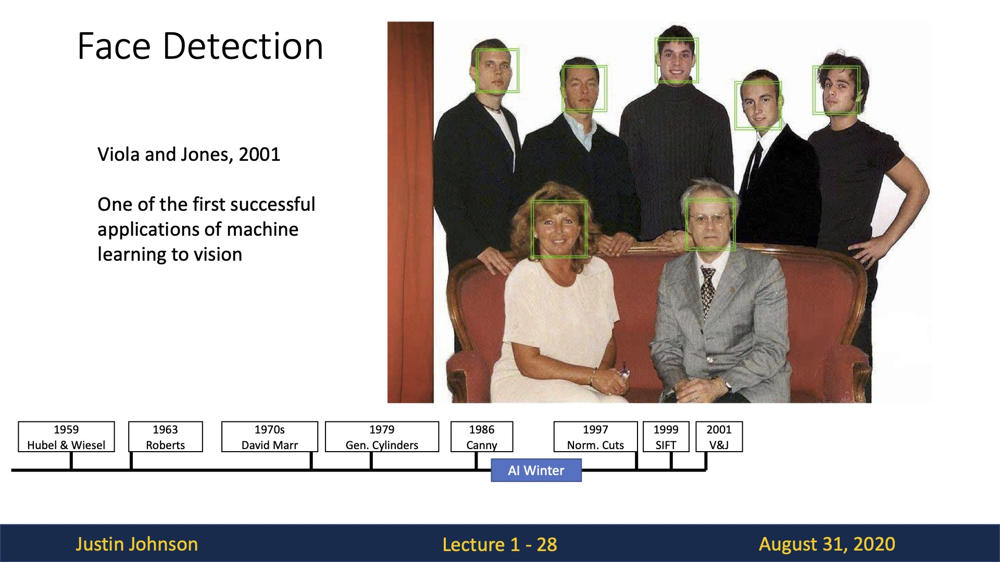 Face Detection
Viola and Jones, 2001
One of the first successful
applications of machine
learning to vision
1959
Hubel & Wiesel
1963
Roberts
1970s
David Marr
1979
Gen. Cylinders
1986
Canny
1997
Norm. Cuts
1999
SIFT
2001
V&J
AI Winter
Justin Johnson
Lecture 1 - 28
August 31, 2020